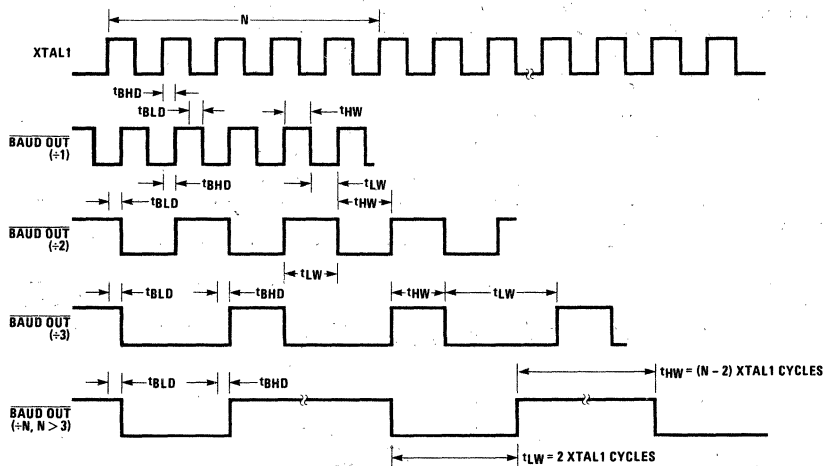 N
XTAL1
tBHD
tBLD
tHW
BAUD OUT
(÷1)
tBHD
tLW
tBLD
tHW
BAUD OUT
(÷2)
tLW
tBLD
tBHD
tHW
tLW
BAUD OUT
(÷3)
tHW = (N – 2) XTAL1 CYCLES
tBLD
tBHD
BAUD OUT
(÷N, N > 3)
tLW = 2 XTAL1 CYCLES